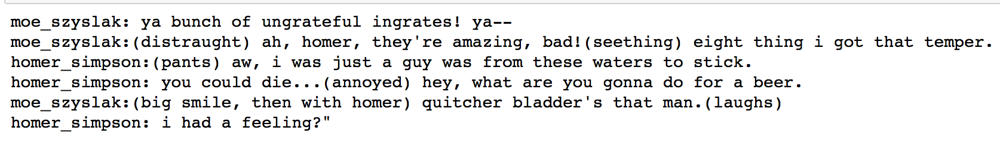 moe_szyslak: ya bunch of ungrateful ingrates! ya--
moe_szyslak:(distraught) ah, homer, they're amazing, bad!(seething) eight thing i got that temper.
homer_simpson:(pants) aw, i was just a guy was from these waters to stick.
homer_simpson: you could die...(annoyed) hey, what are you gonna do for a beer.
moe_szyslak:(big smile, then with homer) quitcher bladder's that man.(laughs)
homer_simpson: i had a feeling?"